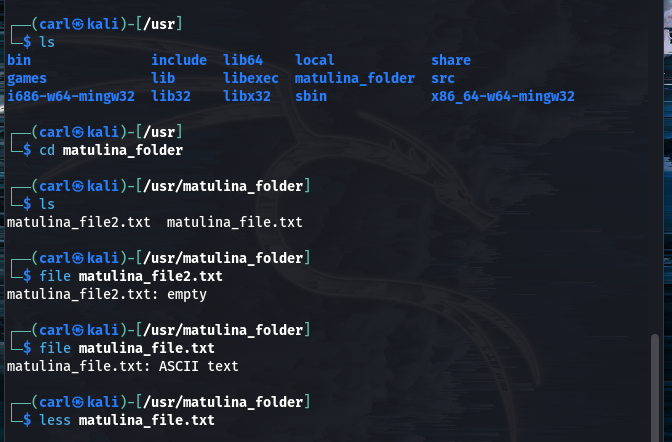 ┌──(carl㉿kali)-[/usr]
└─$ ls
bin               include  lib64    local            share
games             lib      libexec  matulina_folder  src
i686-w64-mingw32  lib32    libx32   sbin             x86_64-w64-mingw32
┌──(carl㉿kali)-[/usr]
└─$ cd matulina_folder
┌──(carl㉿kali)-[/usr/matulina_folder]
└─$ ls
matulina_file2.txt  matulina_file.txt
┌──(carl㉿kali)-[/usr/matulina_folder]
└─$ file matulina_file2.txt
matulina_file2.txt: empty
┌──(carl㉿kali)-[/usr/matulina_folder]
└─$ file matulina_file.txt
matulina_file.txt: ASCII text
┌──(carl㉿kali)-[/usr/matulina_folder]
└─$ less matulina_file.txt